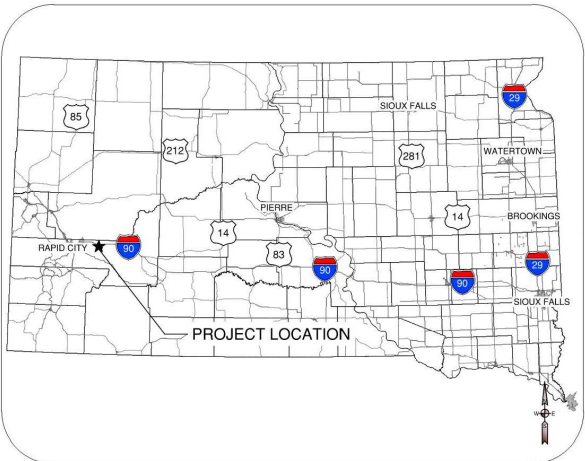 85
SIOUX FALLS
29
212
281
WATERTOWN
PIERRE
14
14
BROOKINGS
RAPID CITY
90
83
90
90
29
SIOUX FALLS
PROJECT LOCATION
W E